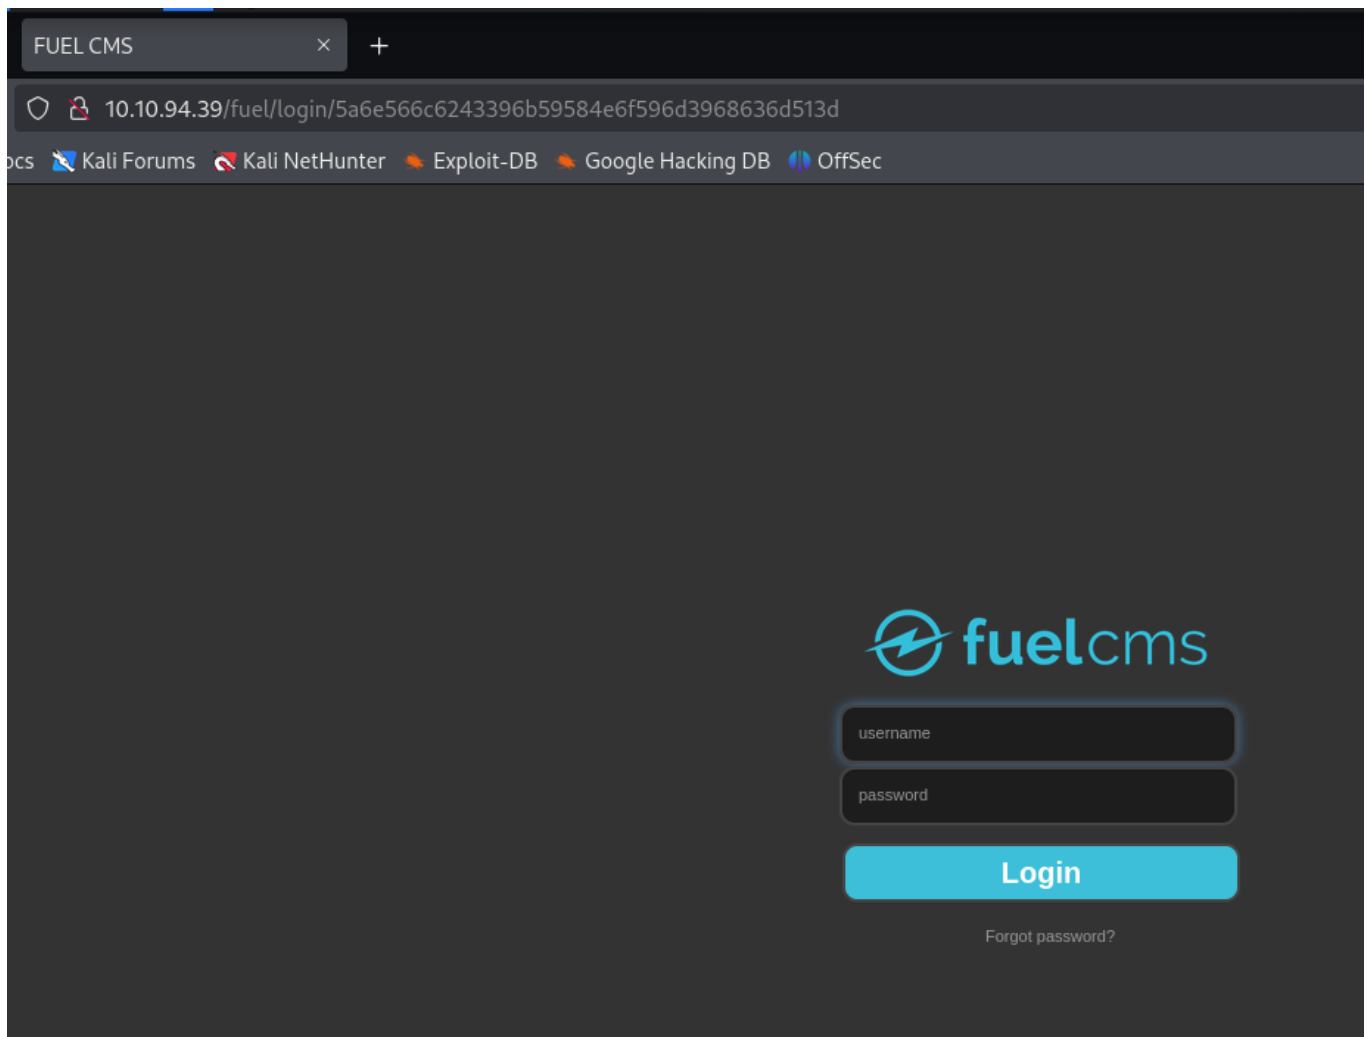 FUEL CMS
10.10.94.39/fuel/login/5a6e566c6243396b59584e6f596d3968636d513d
ocs Kali Forums Kali NetHunter Exploit-DB Google Hacking DB OffSec
fuelcms
username
password
Login
Forgot password?